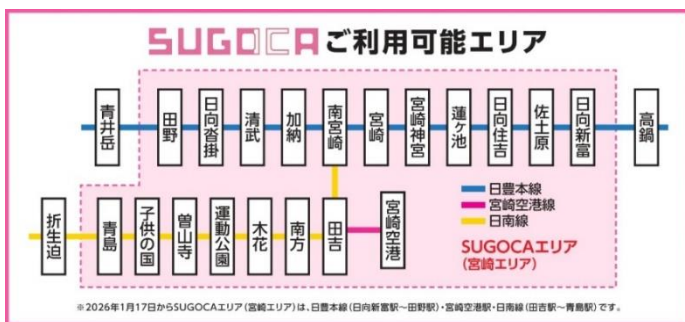 SUGOCAご利用可能エリア
青井岳
田野
日向沓掛
清武
加納
南宮崎
宮崎
宮崎神宮
蓮ヶ池
日向住吉
佐土原
日向新富
高鍋
折生迫
青島
子供の国
曽山寺
運動公園
木花
南方
田吉
宮崎空港
日豊本線
宮崎空港線
日南線
SUGOCAエリア
(宮崎エリア)
※2026年1月17日からSUGOCAエリア(宮崎エリア)は、日豊本線(日向新富駅~田野駅)・宮崎空港駅・日南線(田吉駅~青島駅)です。